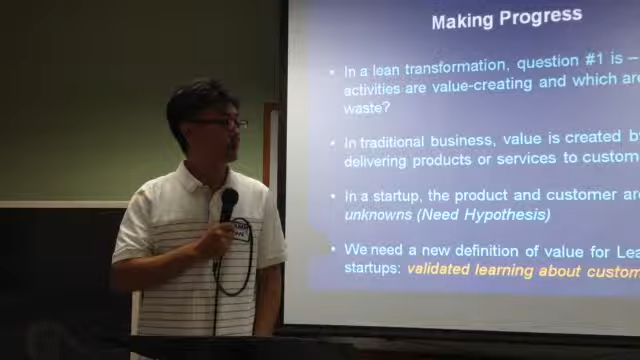 Making Progress
• In a lean transformation, question #1 is –
activities are value-creating and which are
waste?
• In traditional business, value is created by
delivering products or services to custom
• In a startup, the product and customer are
unknowns (Need Hypothesis)
• We need a new definition of value for Lea
startups: validated learning about custom